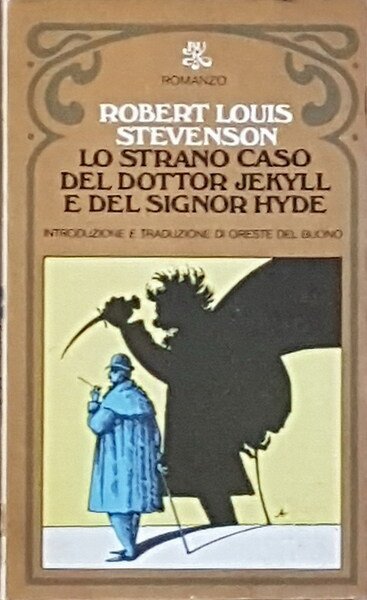 BUR
ROMANZO
ROBERT LOUIS
STEVENSON
LO STRANO CASO
DEL DOTTOR JEKYLL
E DEL SIGNOR HYDE
INTRODUZIONE E TRADUZIONE DI ORESTE DEL BUONO